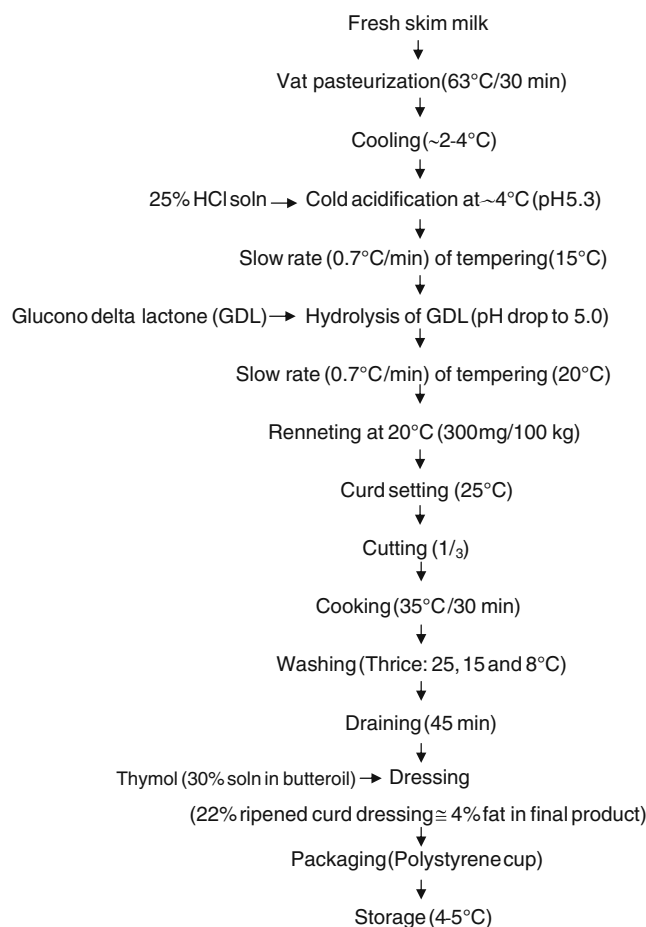 Fresh skim milk
Vat pasteurization(63°C/30 min)
Cooling(~2-4°C)
25% HCl soln → Cold acidification at ~4°C (pH5.3)
Slow rate (0.7°C/min) of tempering(15°C)
Glucono delta lactone (GDL) → Hydrolysis of GDL (pH drop to 5.0)
Slow rate (0.7°C/min) of tempering (20°C)
Renneting at 20°C (300mg/100 kg)
Curd setting (25°C)
Cutting (1/₃)
Cooking(35°C/30 min)
Washing(Thrice: 25, 15 and 8°C)
Draining(45 min)
Thymol (30% soln in butteroil) → Dressing
(22% ripened curd dressing ≅ 4% fat in final product)
Packaging(Polystyrene cup)
Storage (4-5°C)